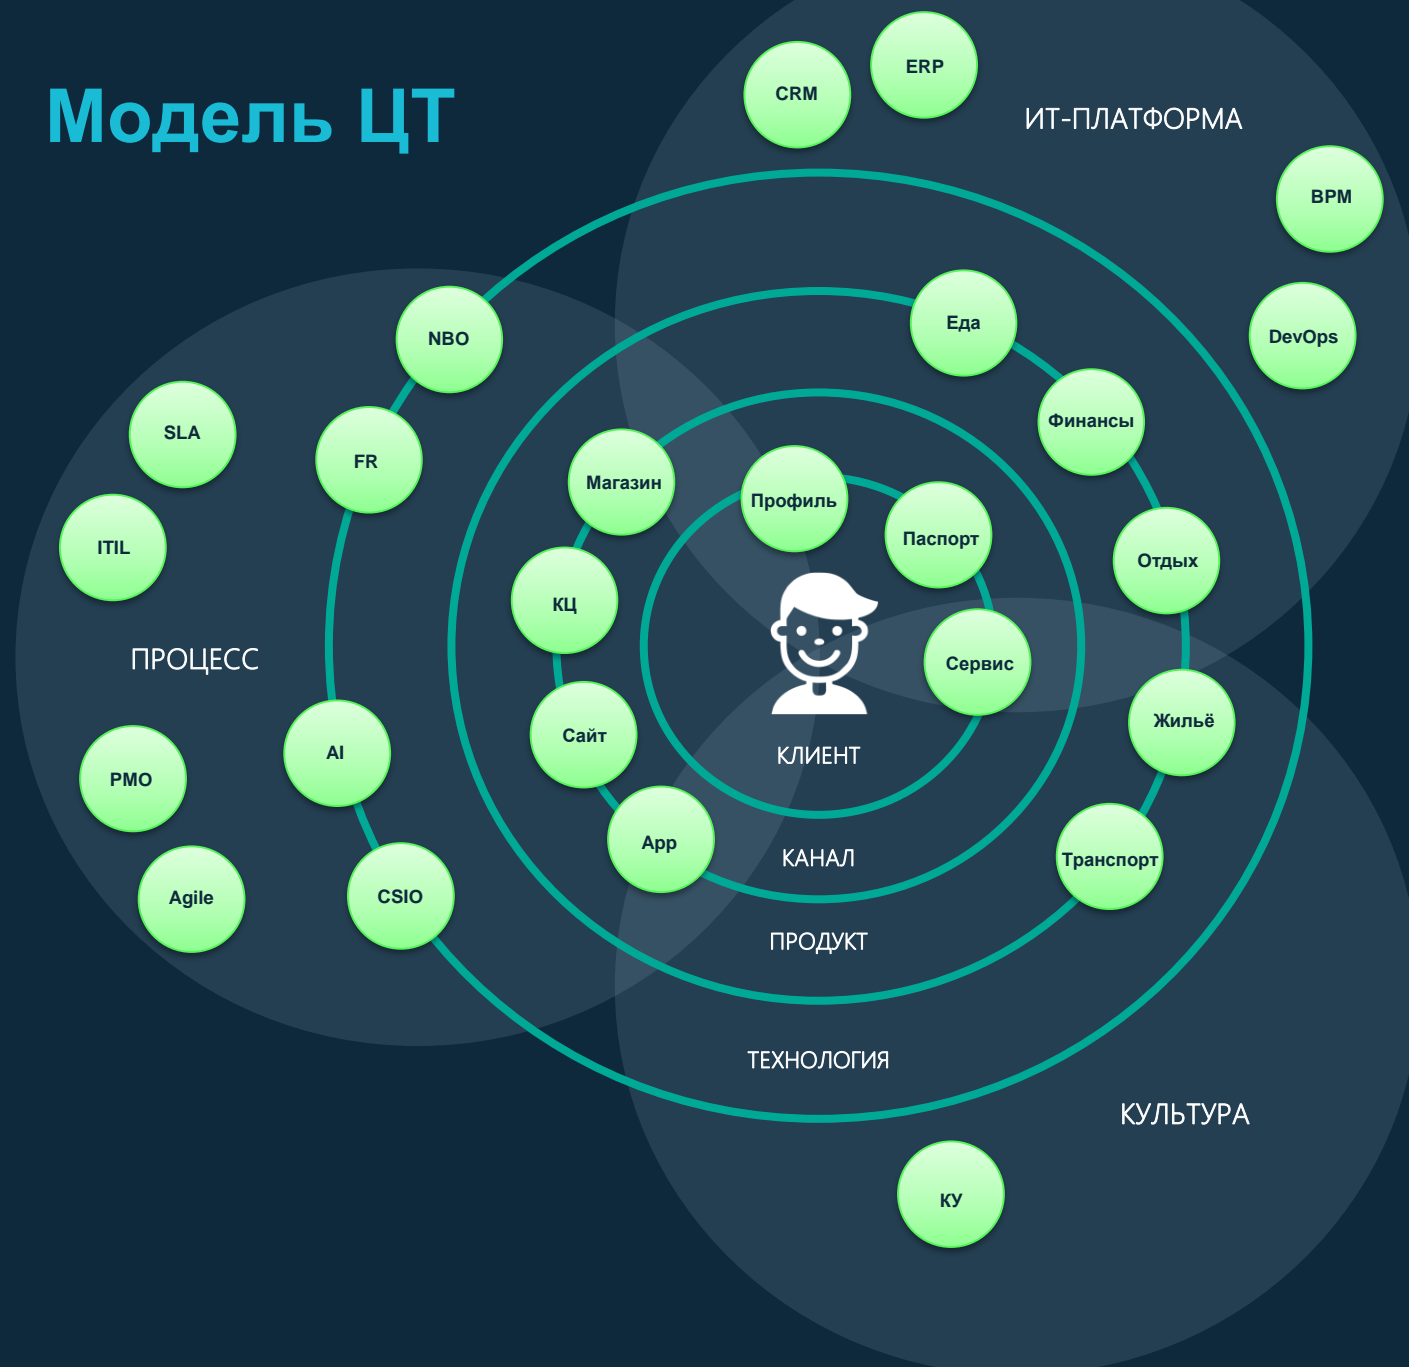 Модель ЦТ
CRM
ERP
ИТ-ПЛАТФОРМА
BPM
DevOps
NBO
Еда
Финансы
SLA
FR
Магазин
Профиль
Паспорт
ITIL
КЦ
Отдых
ПРОЦЕСС
Сервис
Сайт
Жильё
AI
КЛИЕНТ
PMO
App
КАНАЛ
Транспорт
Agile
CSIO
ПРОДУКТ
ТЕХНОЛОГИЯ
КУЛЬТУРА
КУ